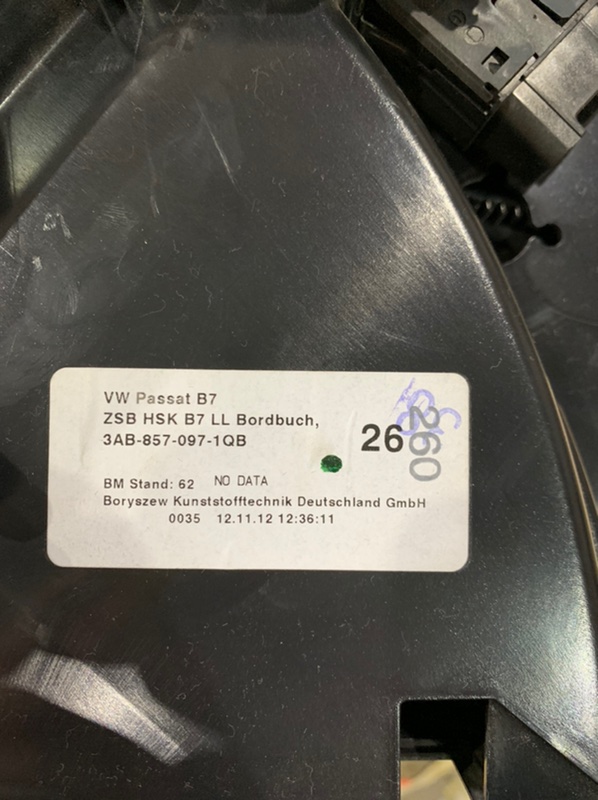 VW Passat B7
ZSB HSK B7 LL Bordbuch,
3AB-857-097-1QB
26
260
BM Stand: 62 NO DATA
Boryszew Kunststofftechnik Deutschland GmbH
0035 12.11.12 12:36:11